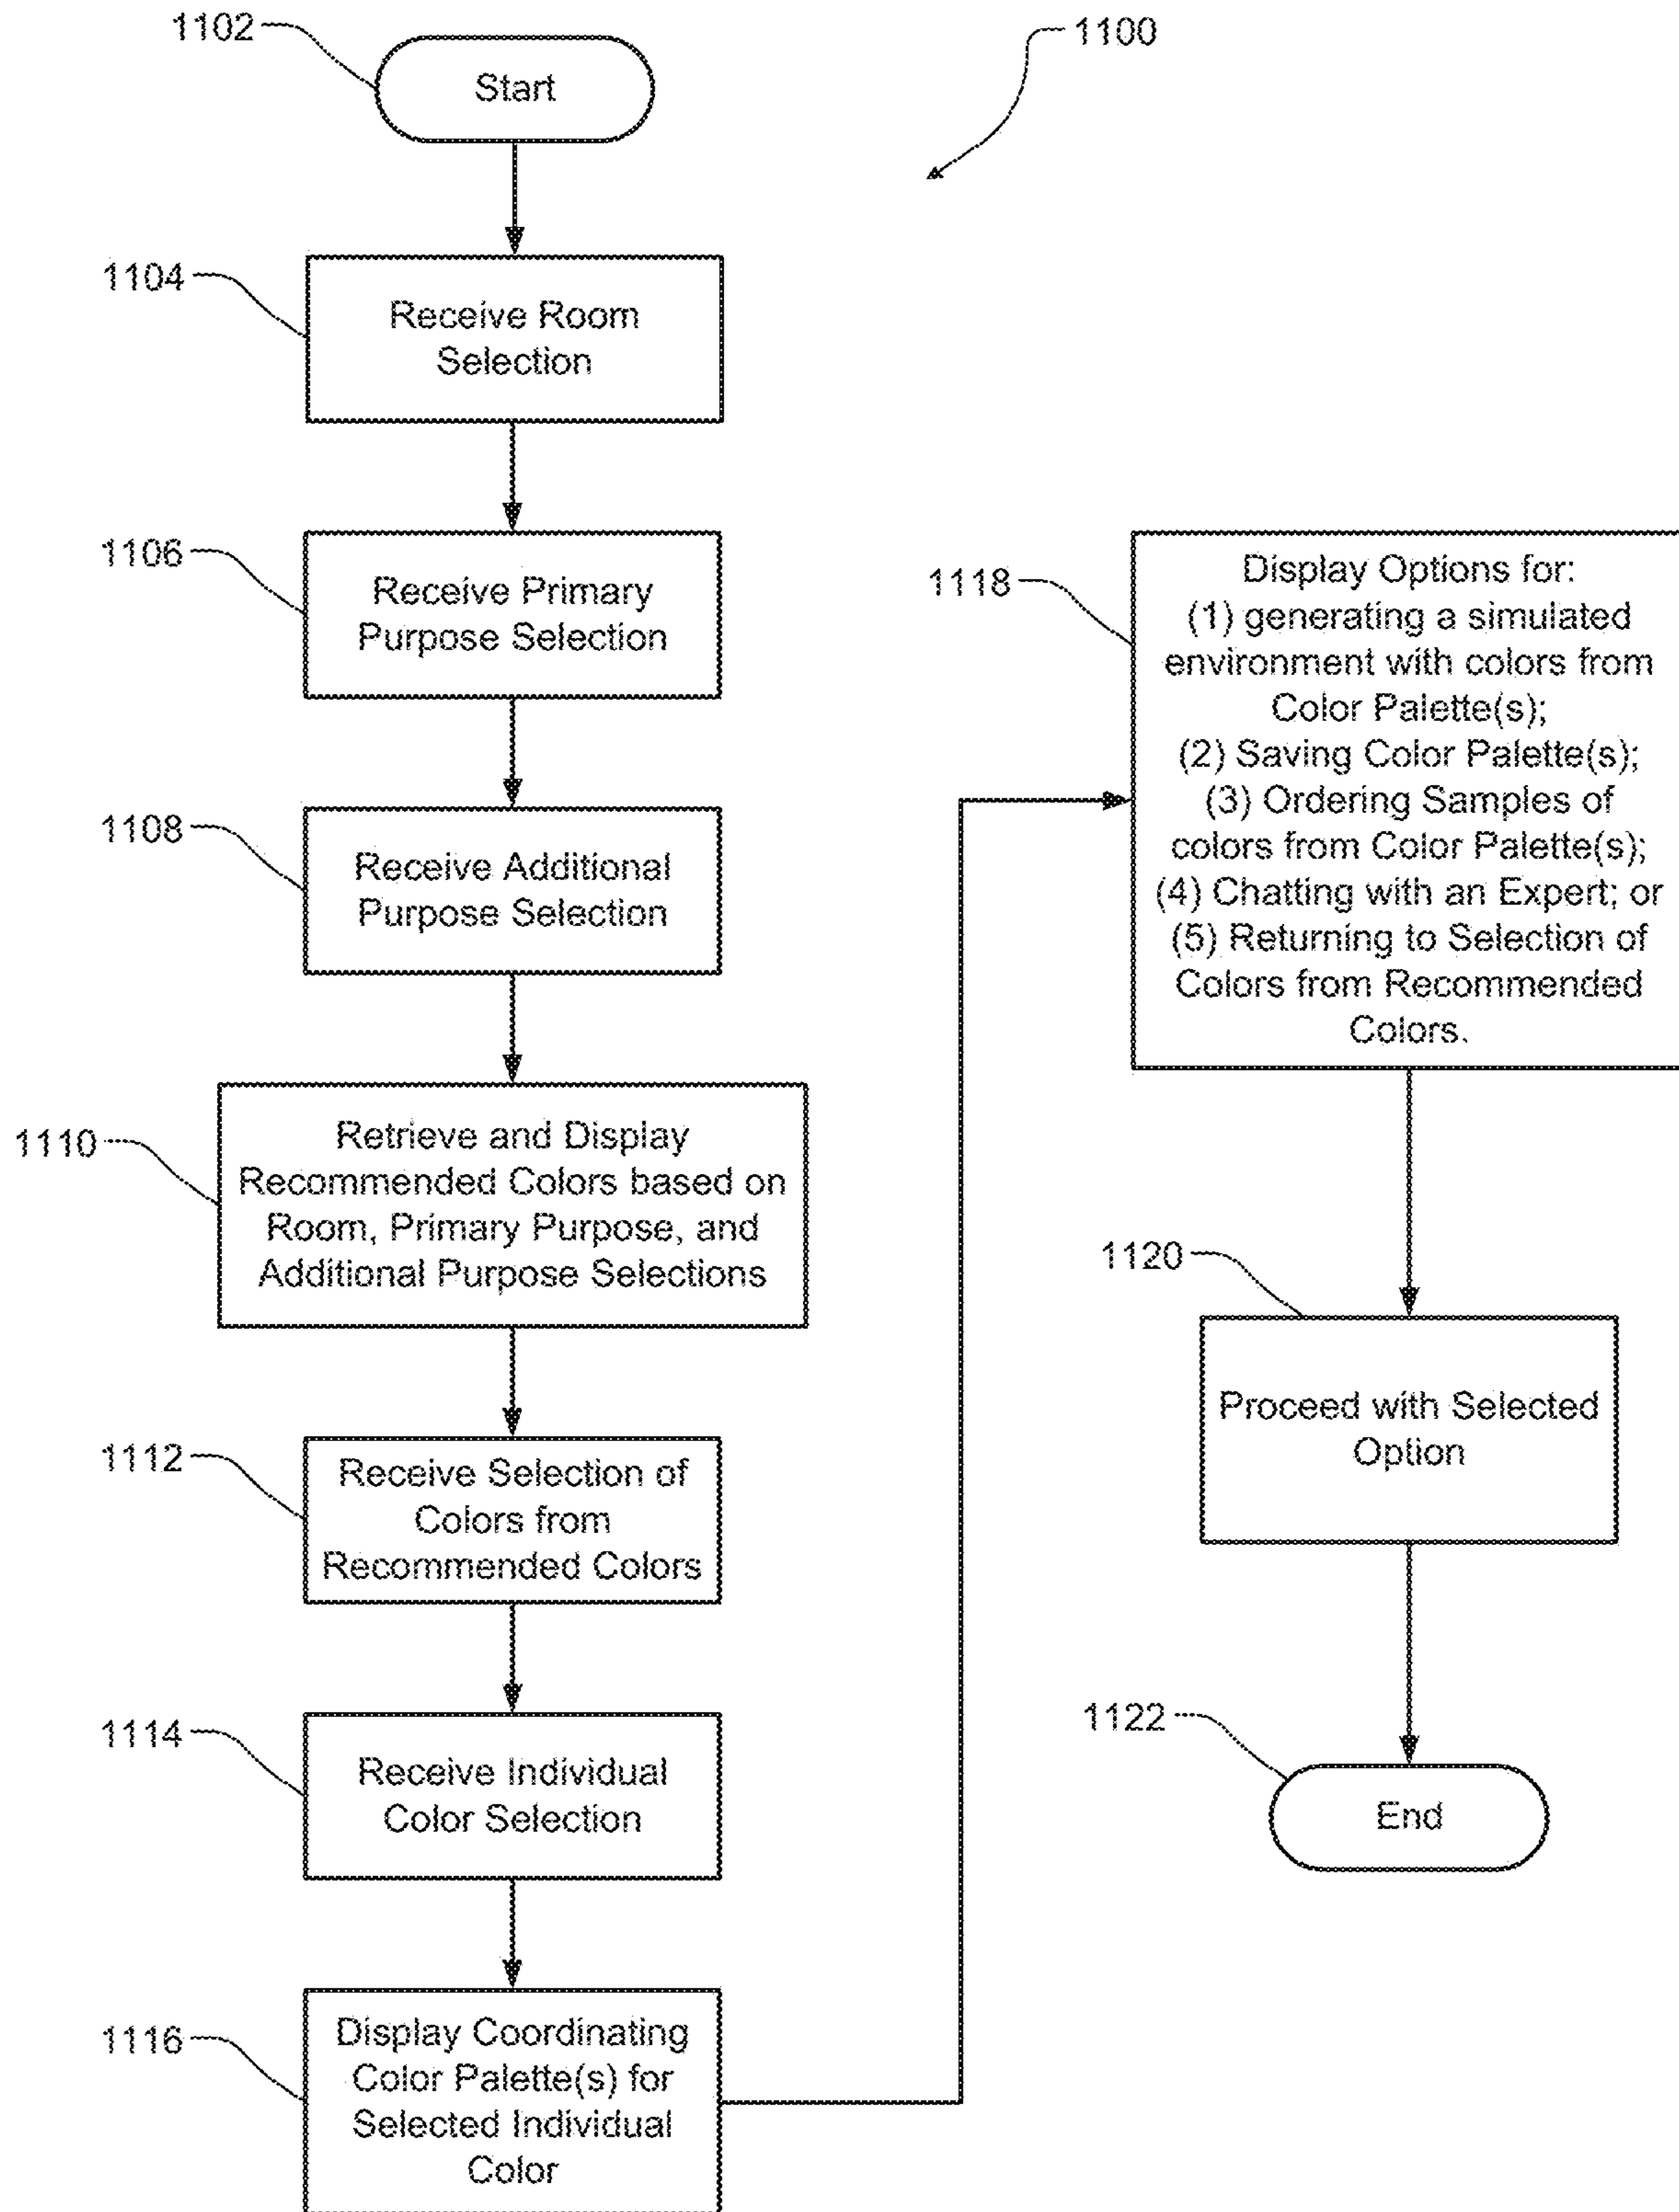 1102
Start
1100
1104
Receive Room
Selection
1106
Receive Primary
Purpose Selection
1108
Receive Additional
Purpose Selection
1110
Retrieve and Display
Recommended Colors based on
Room, Primary Purpose, and
Additional Purpose Selections
1112
Receive Selection of
Colors from
Recommended Colors
1114
Receive Individual
Color Selection
1116
Display Coordinating
Color Palette(s) for
Selected Individual
Color
1118
Display Options for:
(1) generating a simulated
environment with colors from
Color Palette(s);
(2) Saving Color Palette(s);
(3) Ordering Samples of
colors from Color Palette(s);
(4) Chatting with an Expert; or
(5) Returning to Selection of
Colors from Recommended
Colors.
1120
Proceed with Selected
Option
1122
End